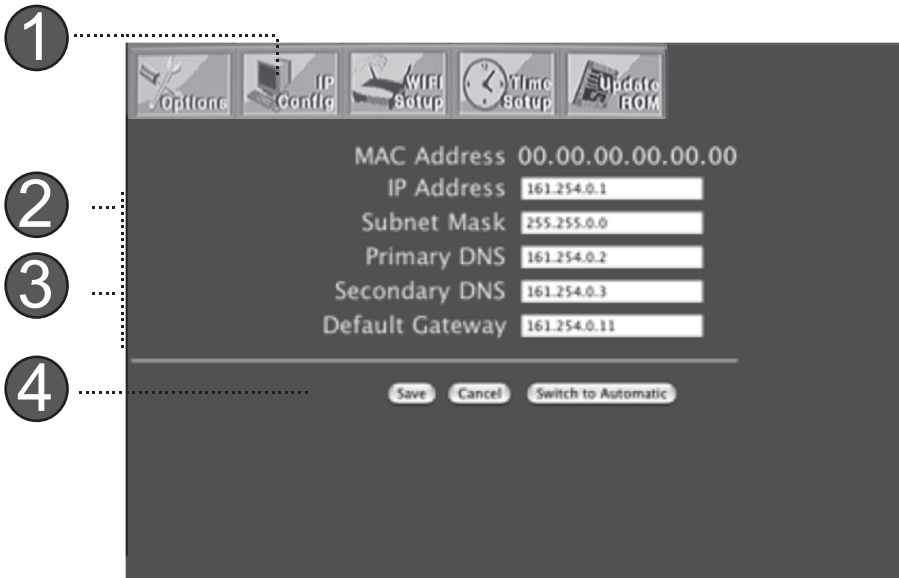 1
Options
IP Config
WIFI Setup
Time Setup
Update ROM
MAC Address 00.00.00.00.00.00
2
IP Address 161.254.0.1
Subnet Mask 255.255.0.0
Primary DNS 161.254.0.2
3
Secondary DNS 161.254.0.3
Default Gateway 161.254.0.11
4
Save Cancel Switch to Automatic